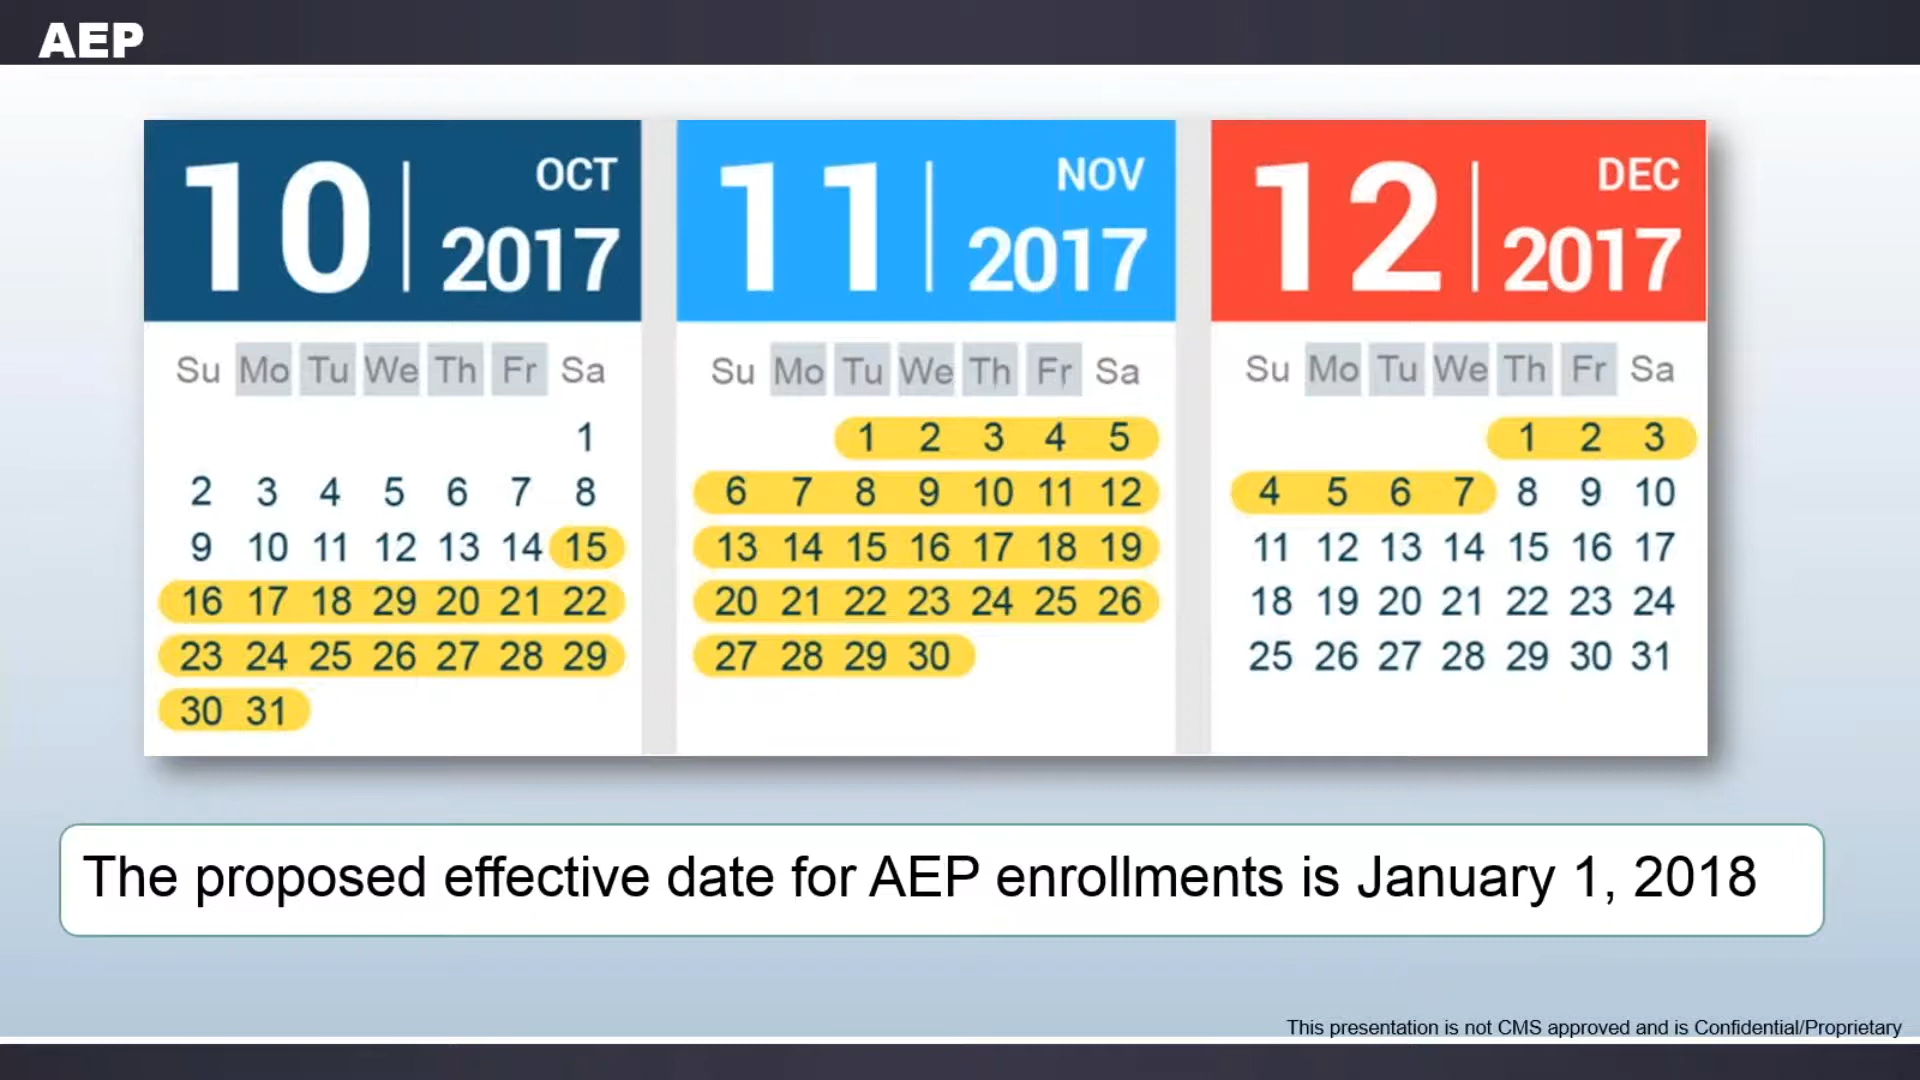 AEP
10 OCT 2017
Su Mo Tu We Th Fr Sa
1
2 3 4 5 6 7 8
9 10 11 12 13 14 15
16 17 18 29 20 21 22
23 24 25 26 27 28 29
30 31
11 NOV 2017
Su Mo Tu We Th Fr Sa
1 2 3 4 5
6 7 8 9 10 11 12
13 14 15 16 17 18 19
20 21 22 23 24 25 26
27 28 29 30
12 DEC 2017
Su Mo Tu We Th Fr Sa
1 2 3
4 5 6 7 8 9 10
11 12 13 14 15 16 17
18 19 20 21 22 23 24
25 26 27 28 29 30 31
The proposed effective date for AEP enrollments is January 1, 2018
This presentation is not CMS approved and is Confidential/Proprietary